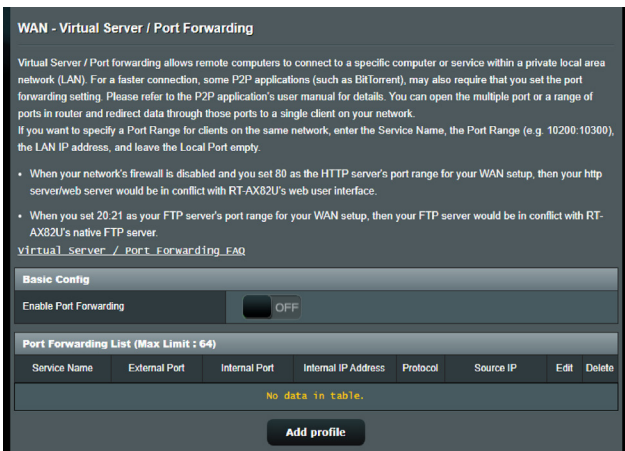 WAN - Virtual Server / Port Forwarding
Virtual Server / Port forwarding allows remote computers to connect to a specific computer or service within a private local area
network (LAN). For a faster connection, some P2P applications (such as BitTorrent), may also require that you set the port
forwarding setting. Please refer to the P2P application's user manual for details. You can open the multiple port or a range of
ports in router and redirect data through those ports to a single client on your network.
If you want to specify a Port Range for clients on the same network, enter the Service Name, the Port Range (e.g. 10200:10300),
the LAN IP address, and leave the Local Port empty.
• When your network's firewall is disabled and you set 80 as the HTTP server's port range for your WAN setup, then your http
server/web server would be in conflict with RT-AX82U's web user interface.
• When you set 20:21 as your FTP server's port range for your WAN setup, then your FTP server would be in conflict with RT-
AX82U's native FTP server.
Virtual Server / Port Forwarding FAQ
Basic Config
Enable Port Forwarding OFF
Port Forwarding List (Max Limit : 64)
Service Name External Port Internal Port Internal IP Address Protocol Source IP Edit Delete
No data in table.
Add profile